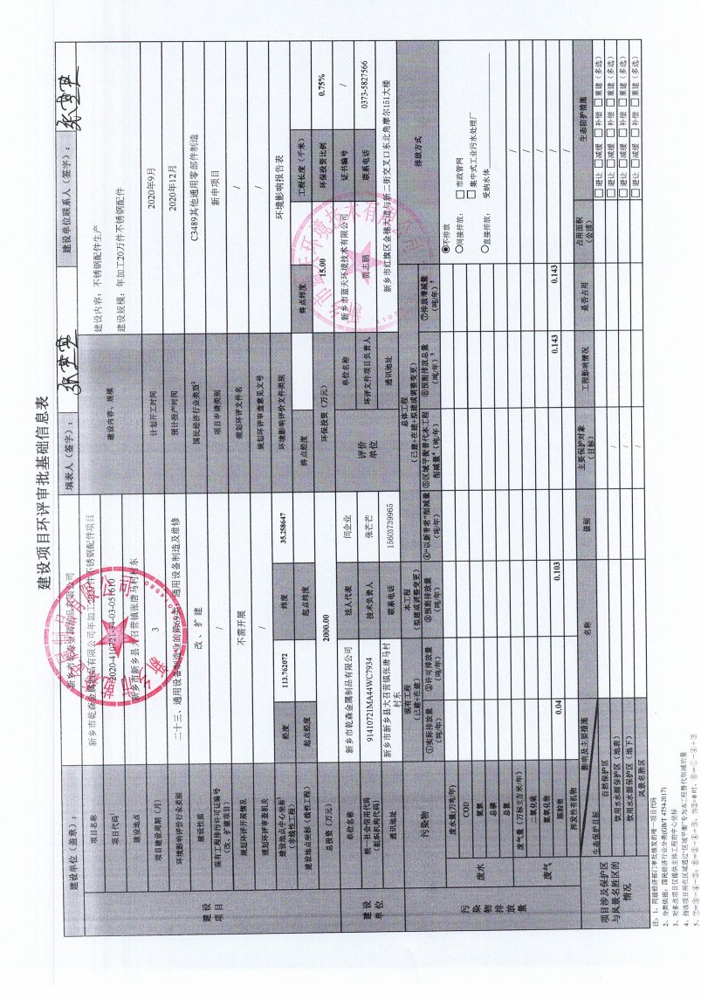 建设项目环评审批基础信息表
建设单位（盖章）： 新乡市乾淼金属制品有限公司 填表人（签字）： 建设单位联系人（签字）：
建设项目
项目名称 新乡市乾淼金属制品有限公司年加工20万件不锈钢配件项目
项目代码1 2020-410721-34-03-051610
建设地点 新乡市新乡县大召营镇张唐马村村东
建设内容、规模 建设内容：不锈钢配件生产
建设规模：年加工20万件不锈钢配件
项目建设周期（月） 3 计划开工时间 2020年9月
环境影响评价行业类别 二十三、通用设备制造业的第69类：通用设备制造及维修 预计投产时间 2020年12月
建设性质 改、扩建 国民经济行业类型2 C3489其他通用零部件制造
现有工程排污许可证编号（改、扩建项目） / 项目申请类别 新申项目
规划环评开展情况 不需开展 规划环评文件名 /
规划环评审查机关 / 规划环评审查意见文号 /
建设地点中心坐标3（非线性工程） 经度 113.762072 纬度 35.258647 环境影响评价文件类别 环境影响报告表
建设地点坐标（线性工程） 起点经度 起点纬度 终点经度 终点纬度 工程长度（千米）
总投资（万元） 2000.00 环保投资（万元） 15.00 环保投资比例 0.75%
建设单位
单位名称 新乡市乾淼金属制品有限公司 法人代表 闫企业
统一社会信用代码（组织机构代码） 91410721MA44WC7934 技术负责人 张芒芒
通讯地址 新乡市新乡县大召营镇张唐马村村东 联系电话 15603739965
评价单位
单位名称 新乡市蓝天环境技术有限公司 证书编号 /
环评文件项目负责人 贾志鹏 联系电话 0373-5827566
通讯地址 新乡市红旗区金穗大道与新二街交叉口东北角摩尔151大楼
污染物排放量
污染物 现有工程（已建+在建） 本工程（拟建或调整变更） 总体工程（已建+在建+拟建或调整变更） 排放方式
①实际排放量（吨/年） ②许可排放量（吨/年） ③预测排放量（吨/年） ④“以新带老”削减量（吨/年） ⑤区域平衡替代本工程削减量4（吨/年） ⑥预测排放总量（吨/年）5 ⑦排放增减量（吨/年）5
废水
废水量(万吨/年)
COD
氨氮
总磷
总氮
◉不排放
○间接排放： □ 市政管网
□ 集中式工业污水处理厂
○直接排放： 受纳水体
废气
废气量（万标立方米/年） /
二氧化硫 /
氮氧化物 /
颗粒物 0.04 0.103 0.143 0.143 /
挥发性有机物 /
项目涉及保护区与风景名胜区的情况
影响及主要措施
生态保护目标 名称 级别 主要保护对象（目标） 工程影响情况 是否占用 占用面积（公顷） 生态防护措施
自然保护区 / □ 避让 □ 减缓 □ 补偿 □ 重建（多选）
饮用水水源保护区（地表） / □ 避让 □ 减缓 □ 补偿 □ 重建（多选）
饮用水水源保护区（地下） / □ 避让 □ 减缓 □ 补偿 □ 重建（多选）
风景名胜区 / □ 避让 □ 减缓 □ 补偿 □ 重建（多选）
注：1、同级经济部门审批核发的唯一项目代码
2、分类依据：国民经济行业分类(GB/T 4754-2017)
3、对多点项目仅提供主体工程的中心坐标
4、指该项目所在区域通过“区域平衡”专为本工程替代削减的量
5、⑦=③-④-⑤，⑥=②-④+③，当②=0时，⑥=①-④+③